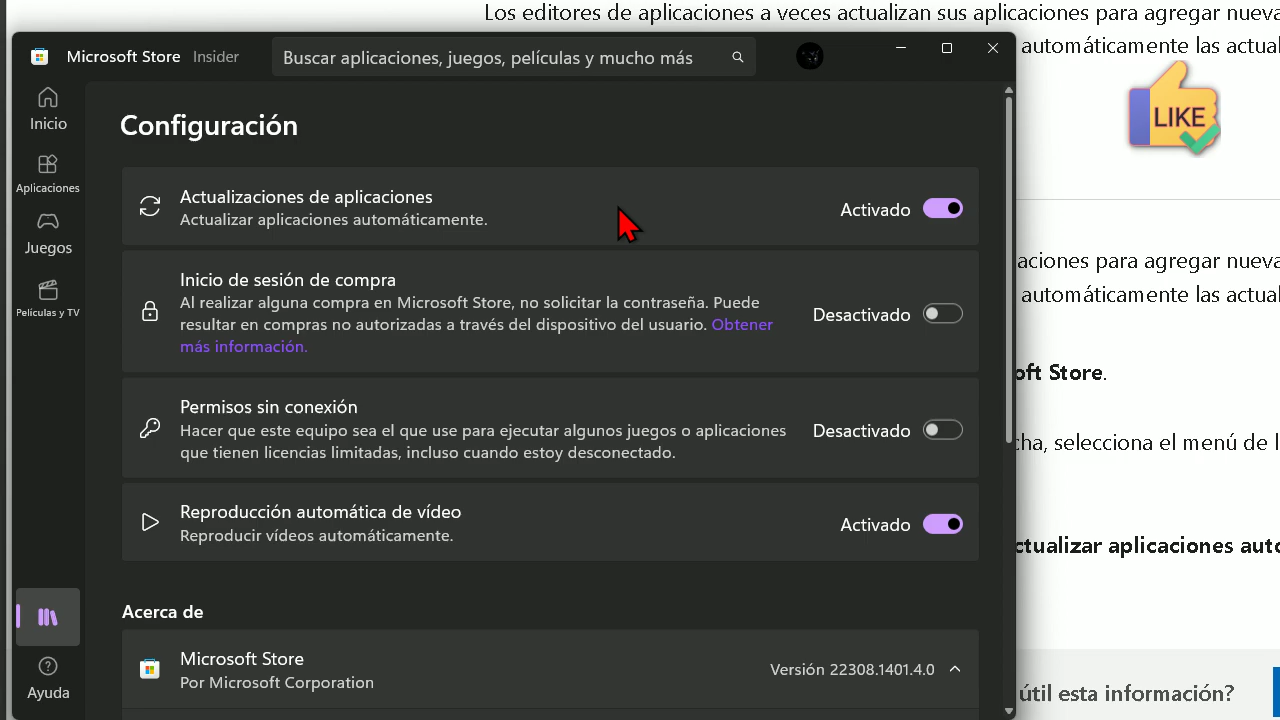 Los editores de aplicaciones a veces actualizan sus aplicaciones para agregar nueva
automáticamente las actual
LIKE
Microsoft Store Insider
Buscar aplicaciones, juegos, películas y mucho más
Inicio
Aplicaciones
Juegos
Películas y TV
Ayuda
Configuración
Actualizaciones de aplicaciones
Actualizar aplicaciones automáticamente.
Activado
Inicio de sesión de compra
Al realizar alguna compra en Microsoft Store, no solicitar la contraseña. Puede
resultar en compras no autorizadas a través del dispositivo del usuario. Obtener
más información.
Desactivado
Permisos sin conexión
Hacer que este equipo sea el que use para ejecutar algunos juegos o aplicaciones
que tienen licencias limitadas, incluso cuando estoy desconectado.
Desactivado
Reproducción automática de vídeo
Reproducir vídeos automáticamente.
Activado
Acerca de
Microsoft Store
Por Microsoft Corporation
Versión 22308.1401.4.0
aciones para agregar nueva
automáticamente las actual
oft Store.
cha, selecciona el menú de l
ctualizar aplicaciones auto
útil esta información?